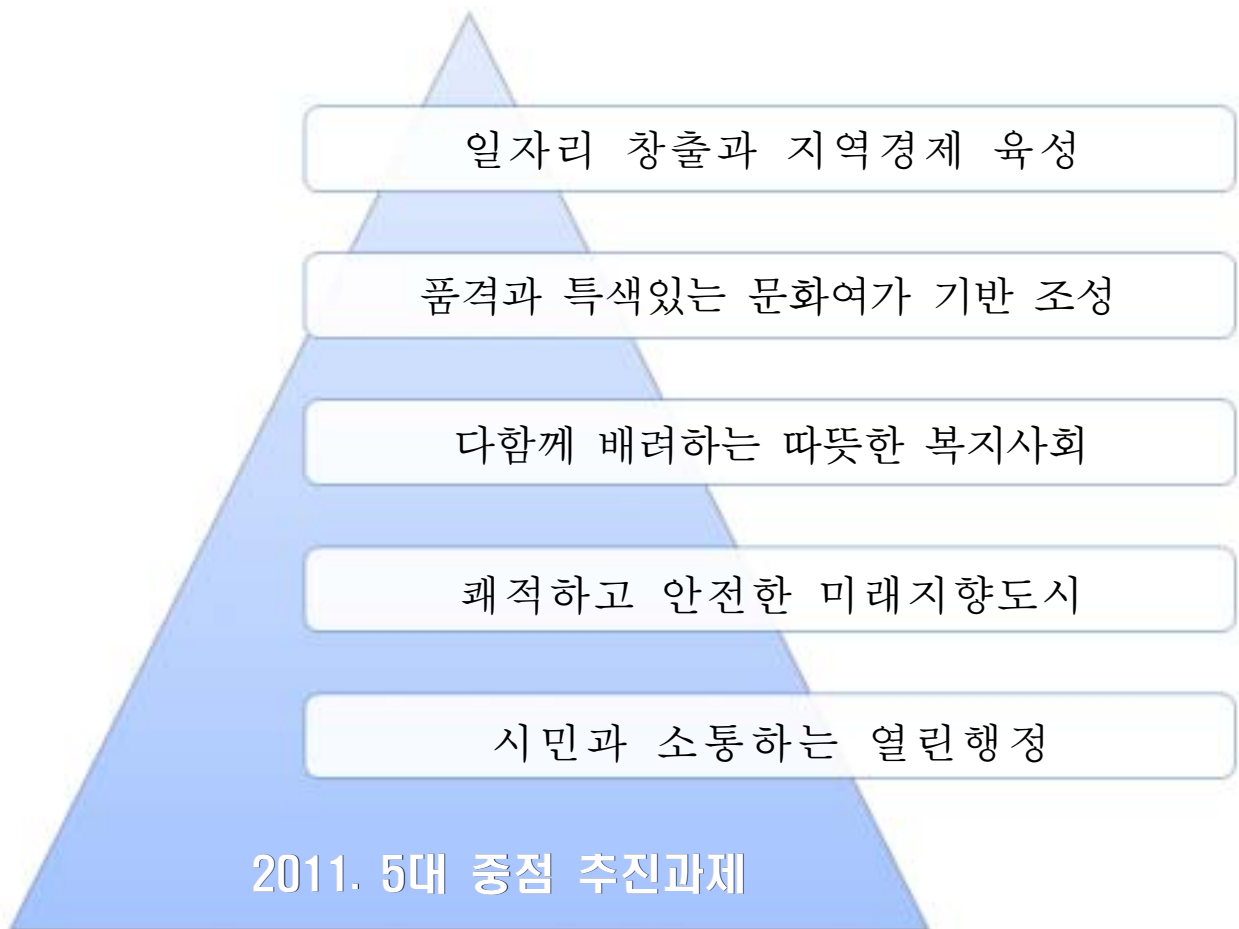 일자리 창출과 지역경제 육성
품격과 특색있는 문화여가 기반 조성
다함께 배려하는 따뜻한 복지사회
쾌적하고 안전한 미래지향도시
시민과 소통하는 열린행정
2011. 5대 중점 추진과제